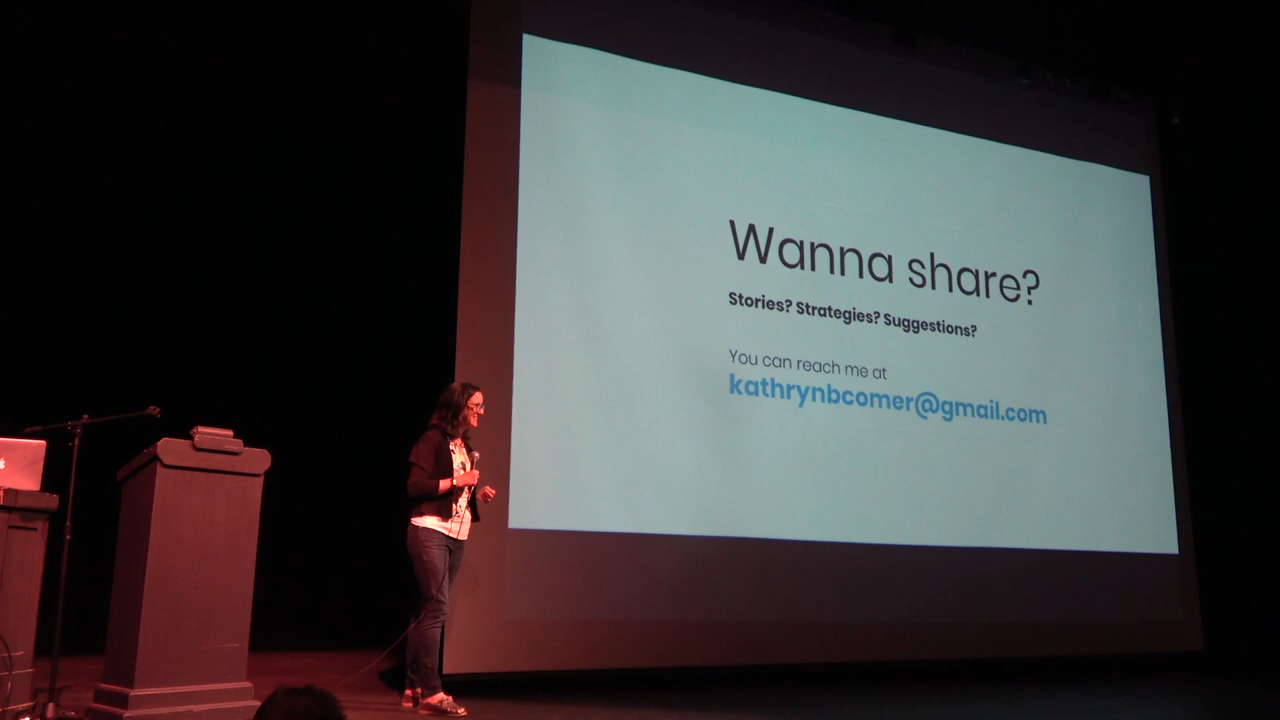 Wanna share?
Stories? Strategies? Suggestions?
You can reach me at
kathrynbcomer@gmail.com